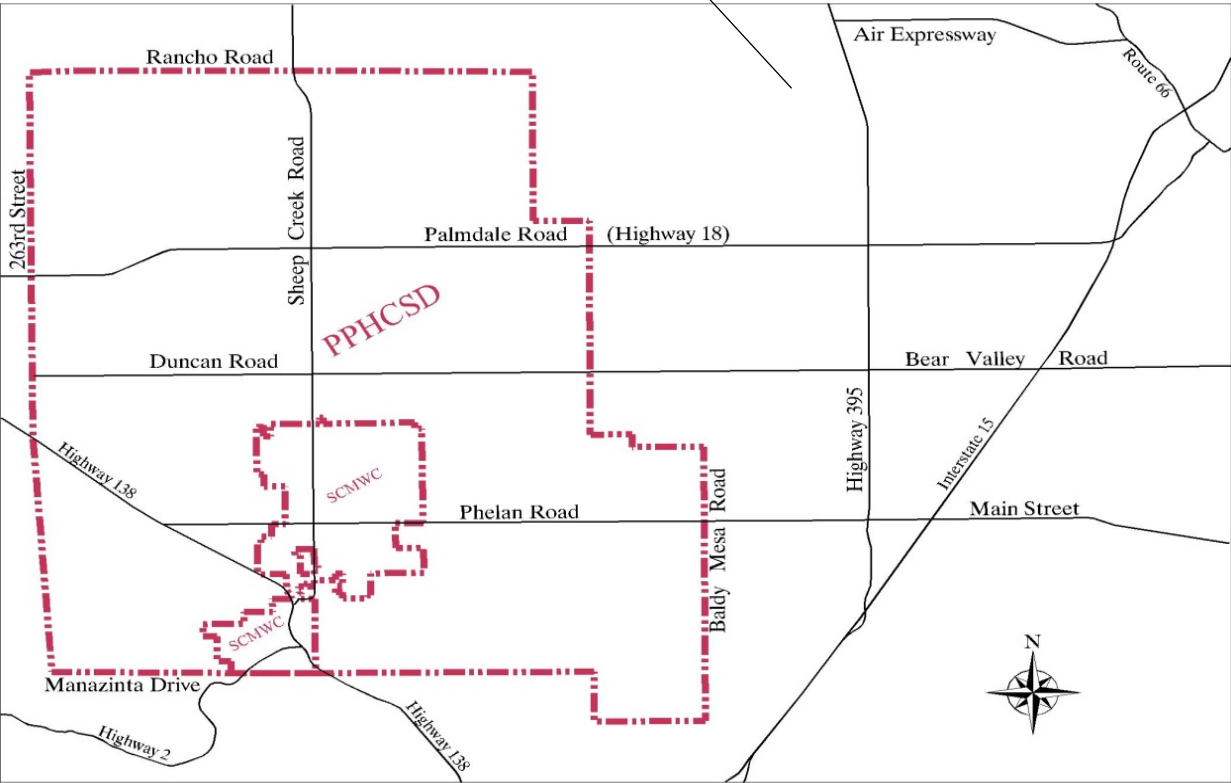 Air Expressway
Rancho Road
Route 66
263rd Street
Sheep Creek Road
Palmdale Road (Highway 18)
PPHCSD
Duncan Road
Bear Valley Road
Highway 395
Interstate 15
Highway 138
SCMWC
Phelan Road
Main Street
Baldy Mesa Road
SCMWC
N
Manazinta Drive
Highway 2
Highway 138